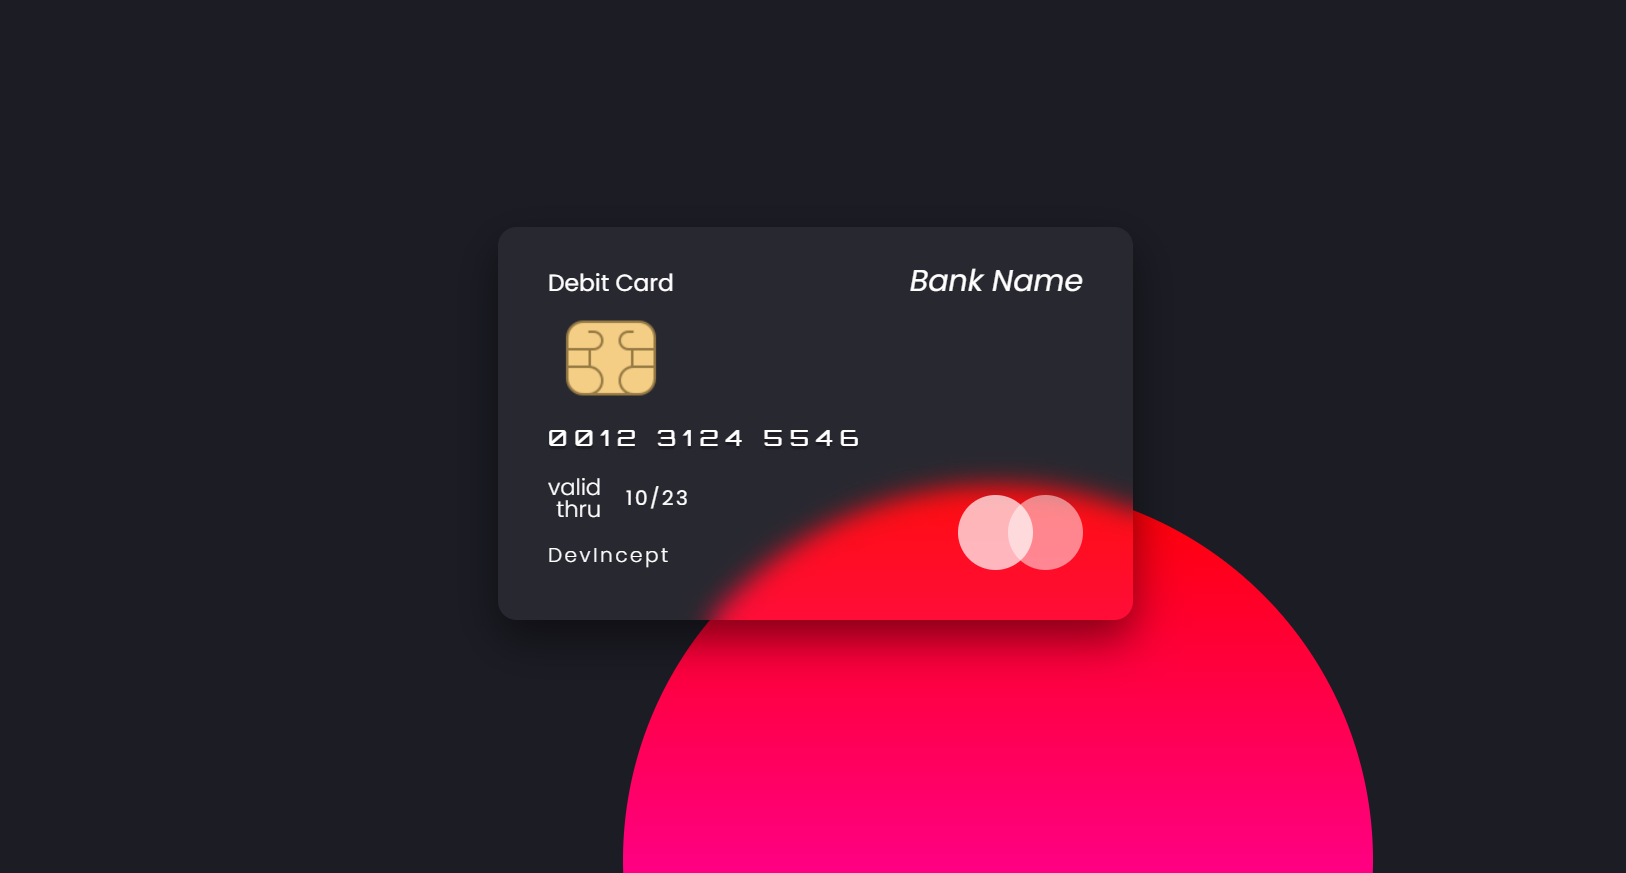 Debit Card
Bank Name
0012 3124 5546
valid
thru
10/23
DevIncept